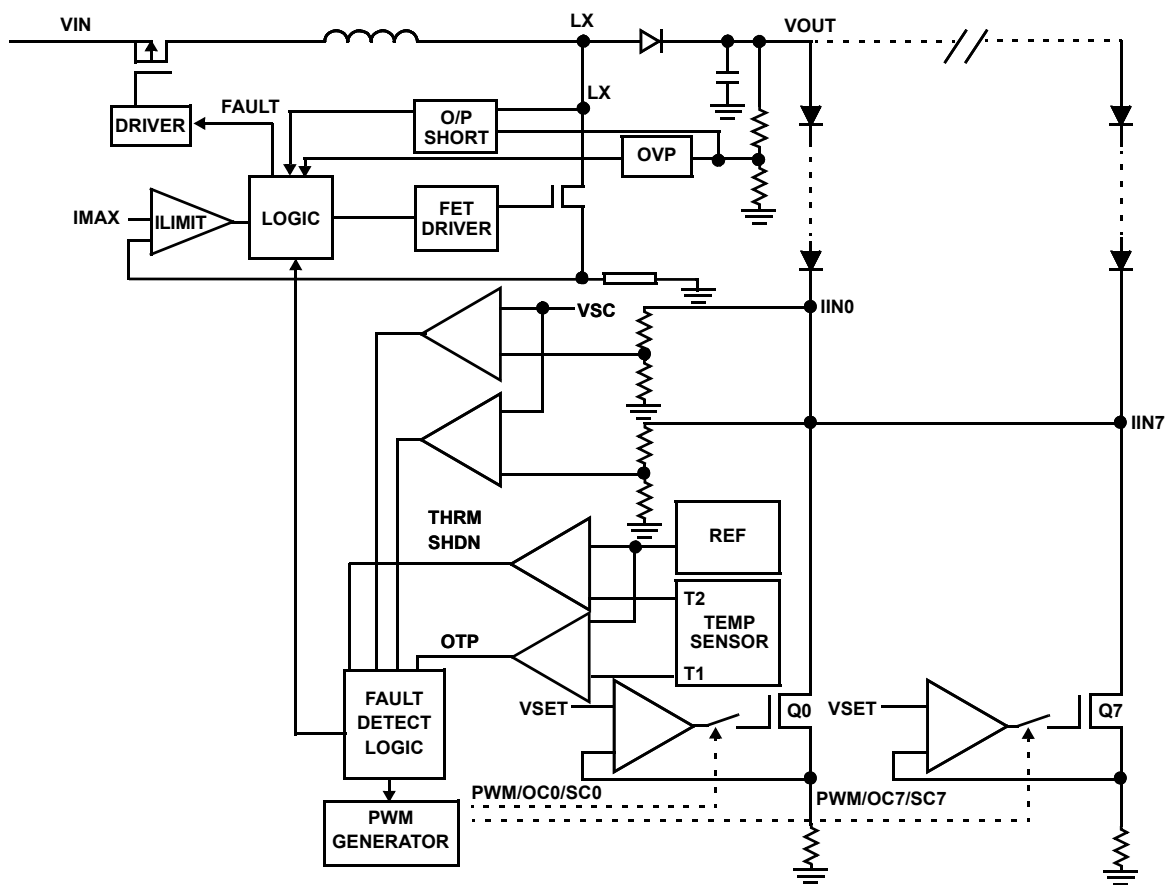 VIN
LX
VOUT
LX
FAULT
DRIVER
O/P
SHORT
OVP
IMAX
ILIMIT
LOGIC
FET
DRIVER
VSC
IIN0
IIN7
THRM
SHDN
REF
T2
TEMP
SENSOR
T1
OTP
FAULT
DETECT
LOGIC
VSET
Q0
VSET
Q7
PWM/OC0/SC0
PWM/OC7/SC7
PWM
GENERATOR